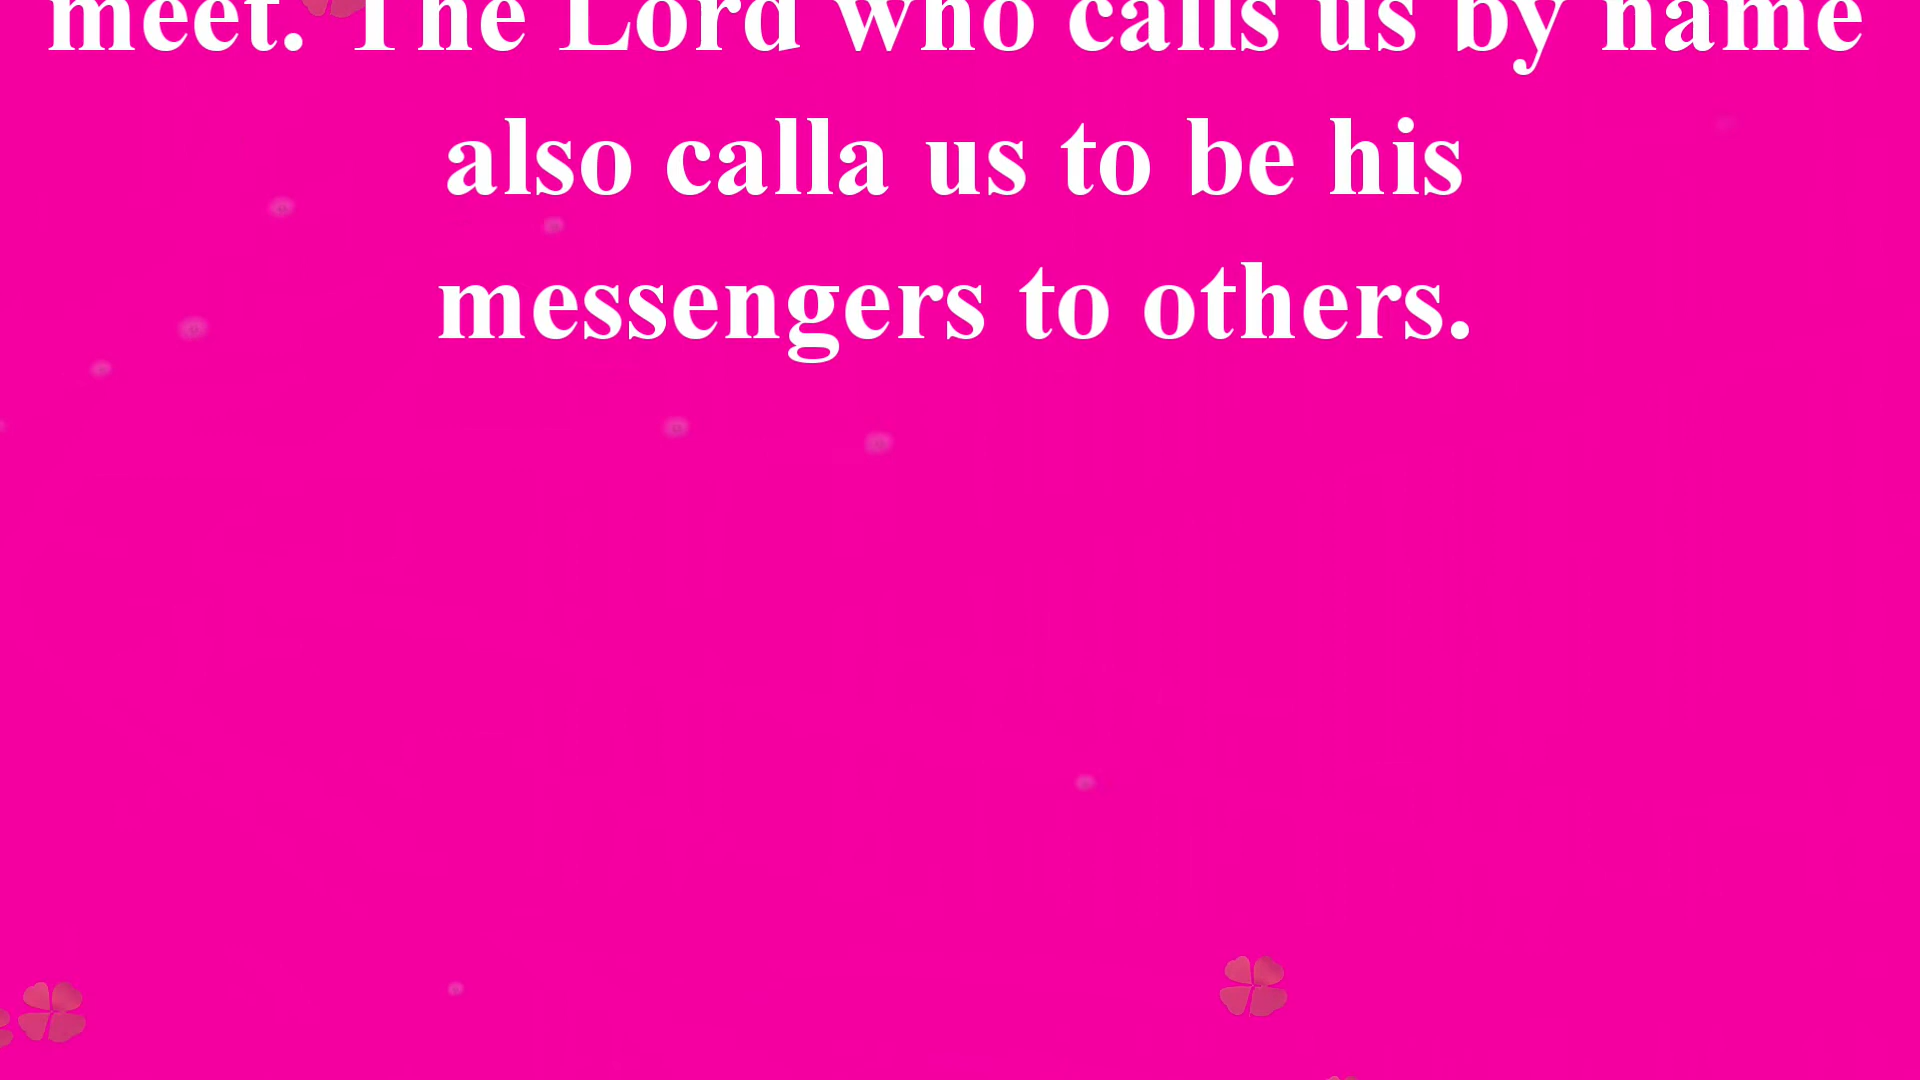 meet. The Lord who calls us by name
also calla us to be his
messengers to others.